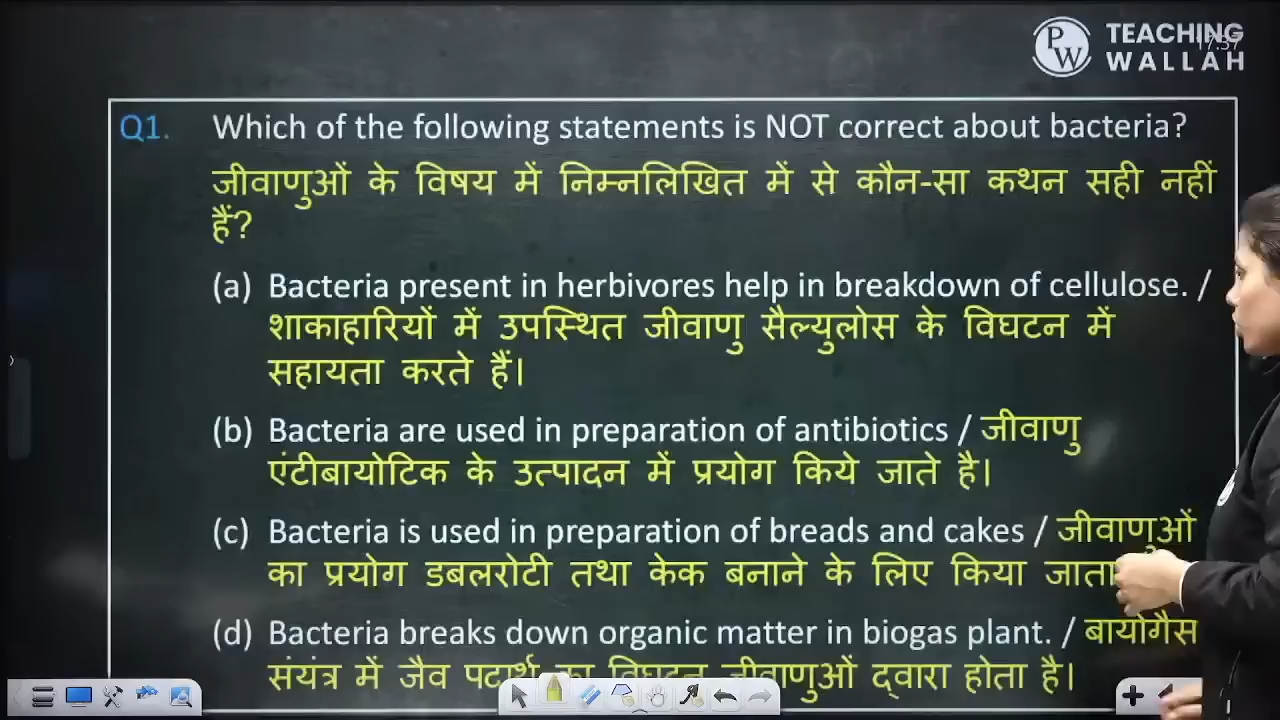 PW TEACHING
WALLAH
Q1. Which of the following statements is NOT correct about bacteria?
जीवाणुओं के विषय में निम्नलिखित में से कौन-सा कथन सही नहीं
हैं?
(a) Bacteria present in herbivores help in breakdown of cellulose. /
शाकाहारियों में उपस्थित जीवाणु सैल्युलोस के विघटन में
सहायता करते हैं।
(b) Bacteria are used in preparation of antibiotics / जीवाणु
एंटीबायोटिक के उत्पादन में प्रयोग किये जाते है।
(c) Bacteria is used in preparation of breads and cakes / जीवाणुओं
का प्रयोग डबलरोटी तथा केक बनाने के लिए किया जाता
(d) Bacteria breaks down organic matter in biogas plant. / बायोगैस
संयंत्र में जैव पदार्थ का विघटन जीवाणुओं द्वारा होता है।